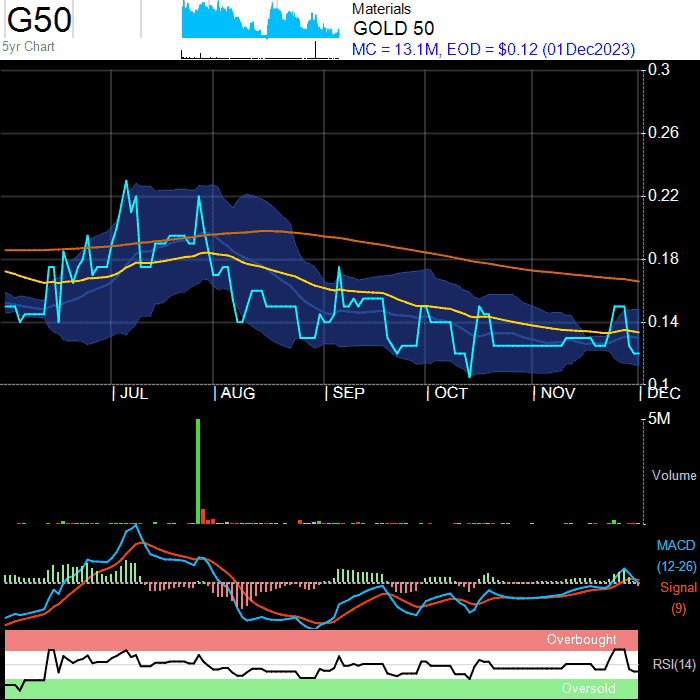 G50
5yr Chart
Materials
GOLD 50
MC = 13.1M, EOD = $0.12 (01Dec2023)
0.3
0.26
0.22
0.18
0.14
0.1
JUL AUG SEP OCT NOV DEC
5M
Volume
MACD
(12-26)
Signal
(9)
Overbought
RSI(14)
Oversold